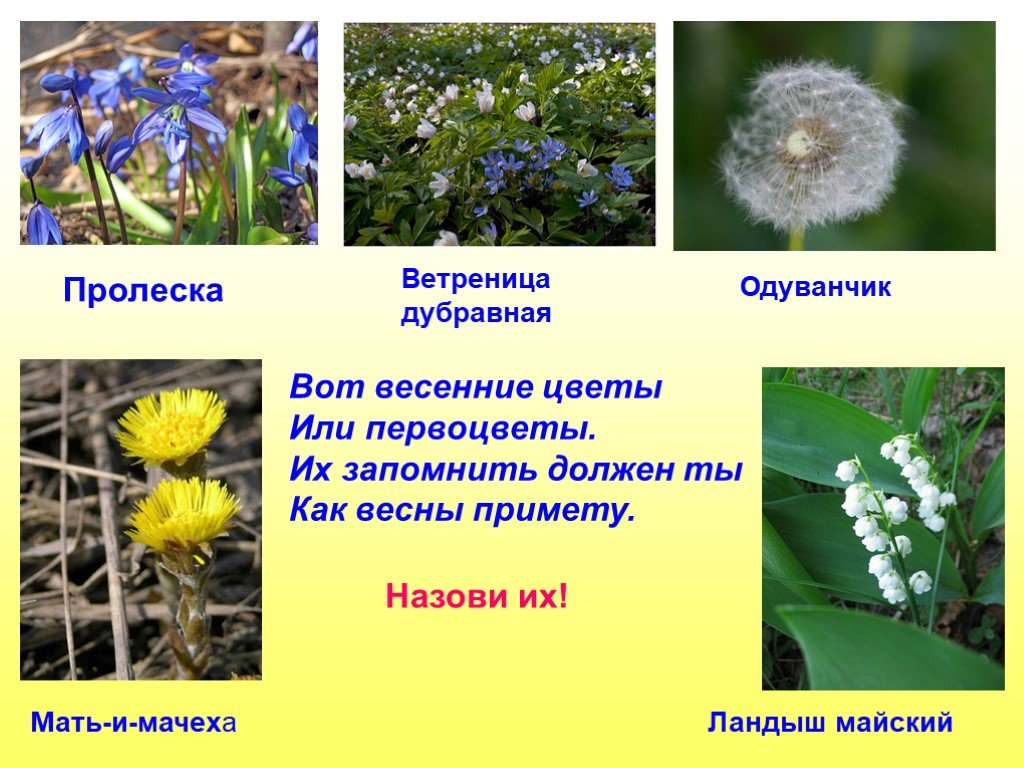 Пролеска
Ветреница
дубравная
Одуванчик
Вот весенние цветы
Или первоцветы.
Их запомнить должен ты
Как весны примету.
Назови их!
Мать-и-мачеха
Ландыш майский